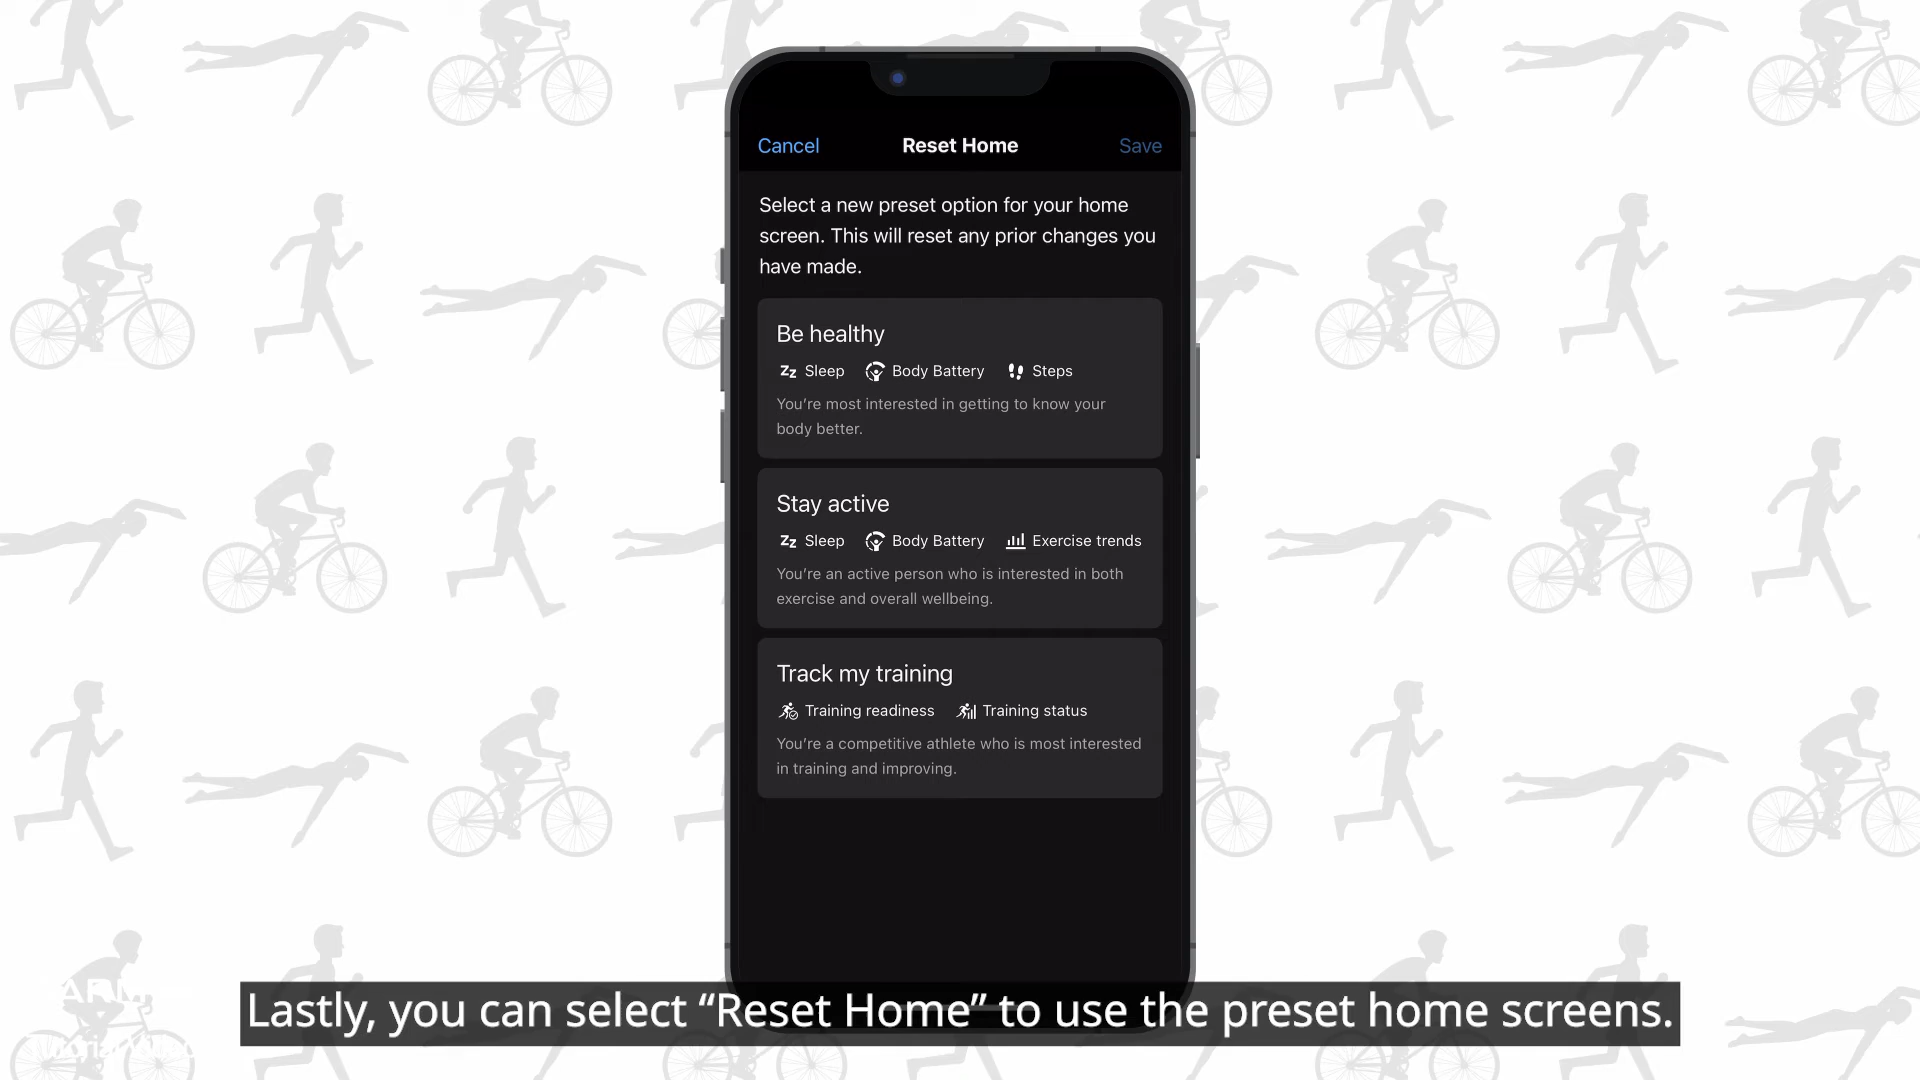 Cancel
Reset Home
Save
Select a new preset option for your home
screen. This will reset any prior changes you
have made.
Be healthy
Zz Sleep
Body Battery
Steps
You’re most interested in getting to know your
body better.
Stay active
Zz Sleep
Body Battery
Exercise trends
You’re an active person who is interested in both
exercise and overall wellbeing.
Track my training
Training readiness
Training status
You’re a competitive athlete who is most interested
in training and improving.
Lastly, you can select “Reset Home” to use the preset home screens.